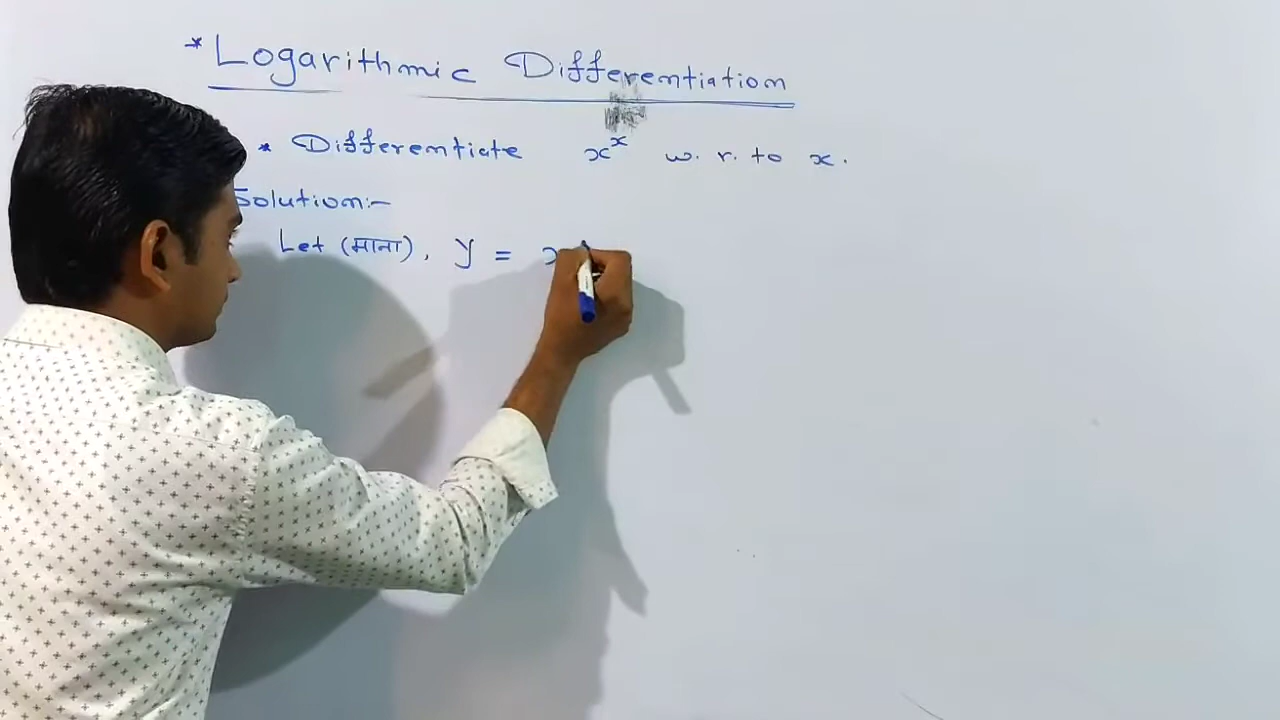 * Logarithmic Differentiation
* Differentiate x^x w. r. to x.
Solution:-
Let (माना), y = x